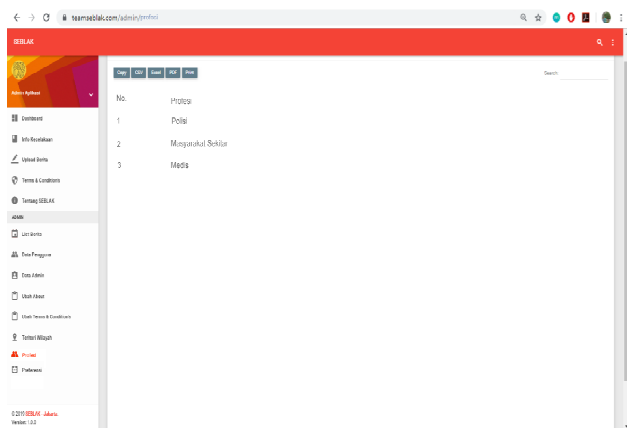 teamseblak.com/admin/profesi
SEBLAK
Admin Aplikasi
Copy CSV Excel PDF Print
Search:
No. Profesi
1 Polisi
2 Masyarakat Sekitar
3 Medis
Dashboard
Info Kecelakaan
Upload Berita
Terms & Conditions
Tentang SEBLAK
ADMIN
List Berita
Data Pengguna
Data Admin
Ubah About
Ubah Terms & Conditions
Teritori Wilayah
Profesi
Preferensi
© 2019 SEBLAK - Jakarta.
Version: 1.0.2